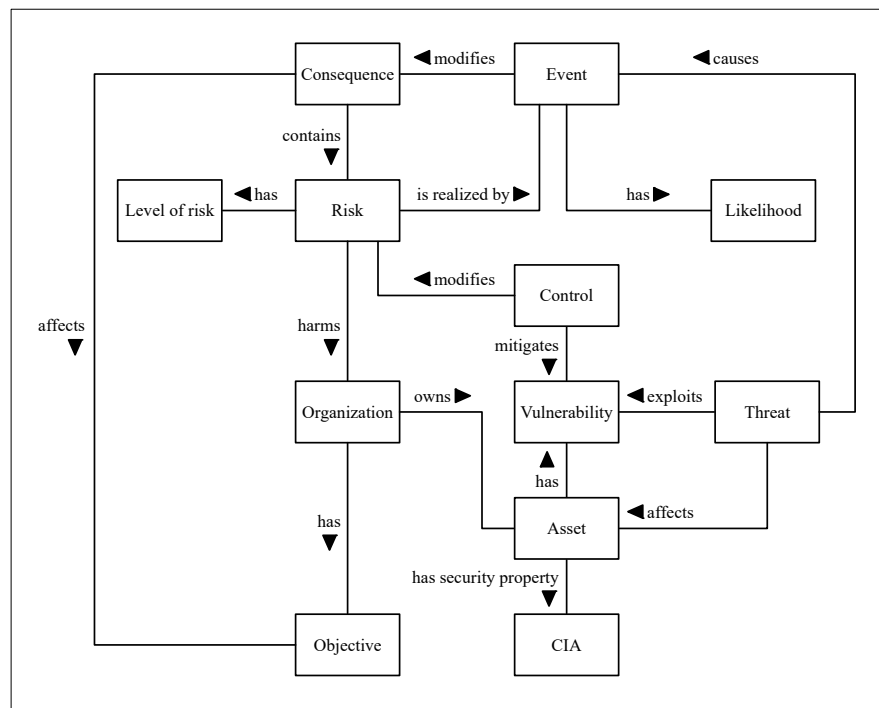 Consequence
modifies
Event
causes
contains
Level of risk
has
Risk
is realized by
has
Likelihood
modifies
Control
affects
harms
mitigates
Organization
owns
Vulnerability
exploits
Threat
has
has
Asset
affects
has security property
Objective
CIA